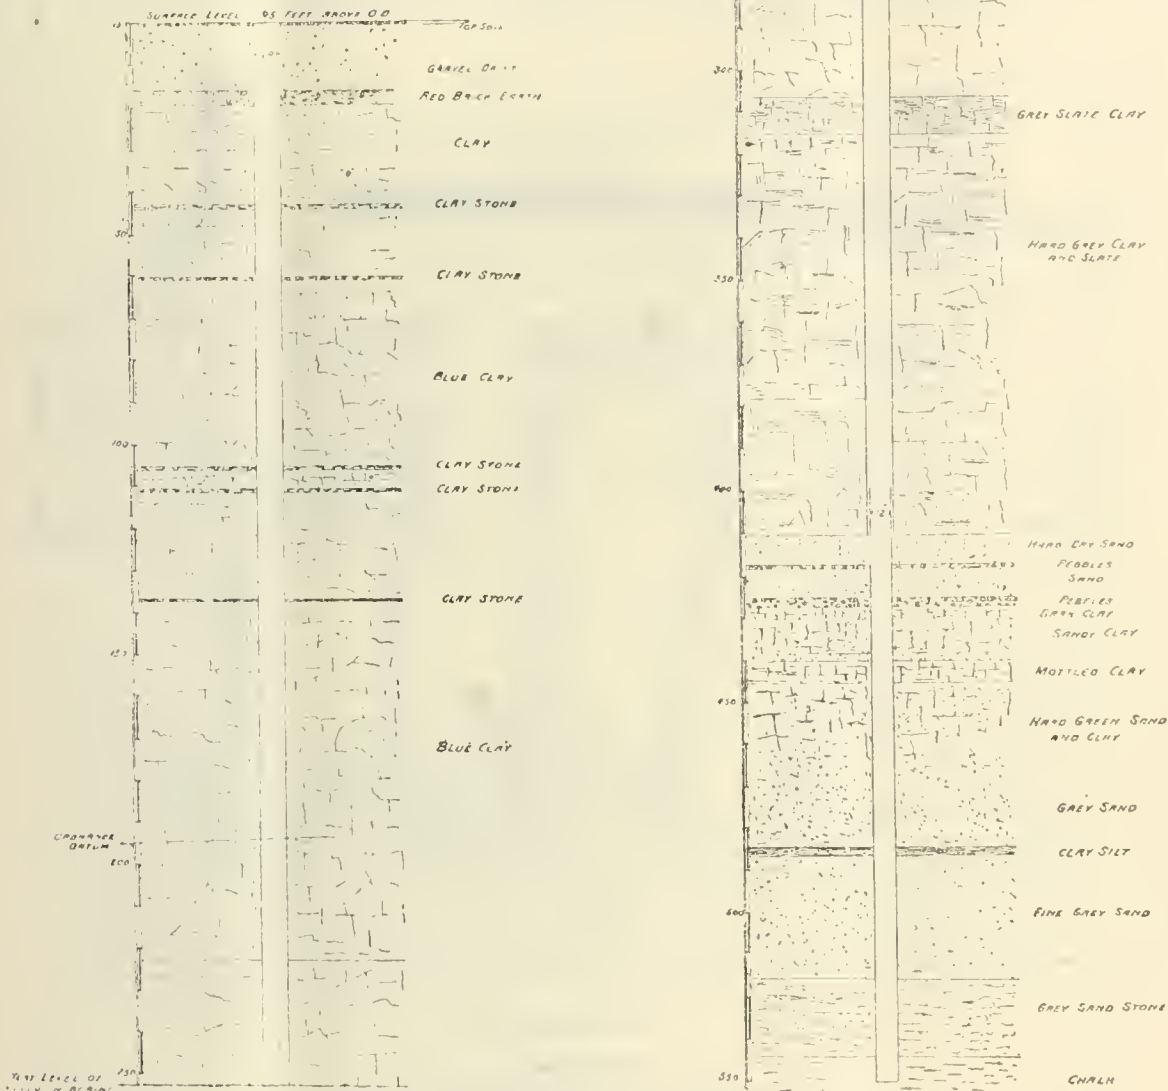 SURFACE LEVEL 95 FEET ABOVE O.D
TOP SOIL
GRAVEL DRIFT
RED BRICK EARTH
CLAY
CLAY STONE
50
CLAY STONE
BLUE CLAY
100
CLAY STONE
CLAY STONE
CLAY STONE
150
BLUE CLAY
ORDNANCE
DATUM
200
250
LEVEL OF
300
GREY SLATE CLAY
HARD GREY CLAY
AND SLATE
350
400
HARD DRY SAND
PEBBLES
SAND
PEBBLES
GREY CLAY
SANDY CLAY
MOTTLED CLAY
450
HARD GREEN SAND
AND CLAY
GREY SAND
CLAY SILT
500
FINE GREY SAND
GREY SAND STONE
550
CHALK